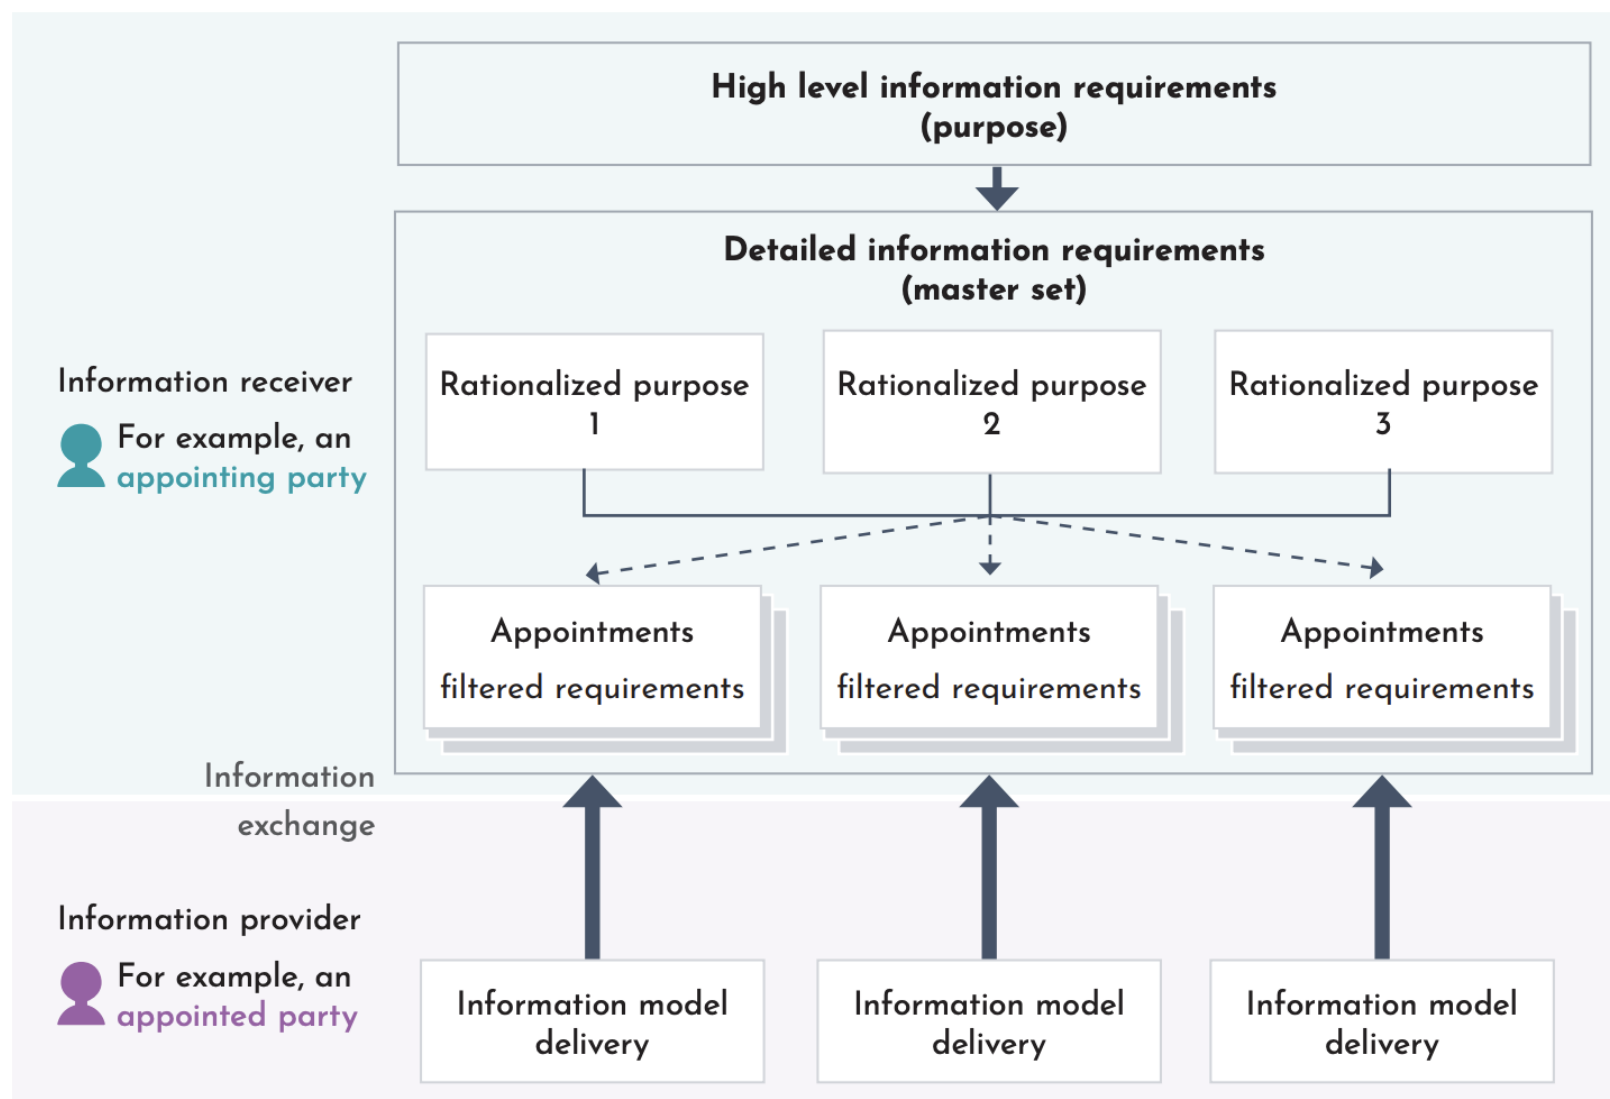 High level information requirements
(purpose)
Detailed information requirements
(master set)
Rationalized purpose
1
Rationalized purpose
2
Rationalized purpose
3
Information receiver
For example, an
appointing party
Appointments
filtered requirements
Appointments
filtered requirements
Appointments
filtered requirements
Information
exchange
Information provider
For example, an
appointed party
Information model
delivery
Information model
delivery
Information model
delivery